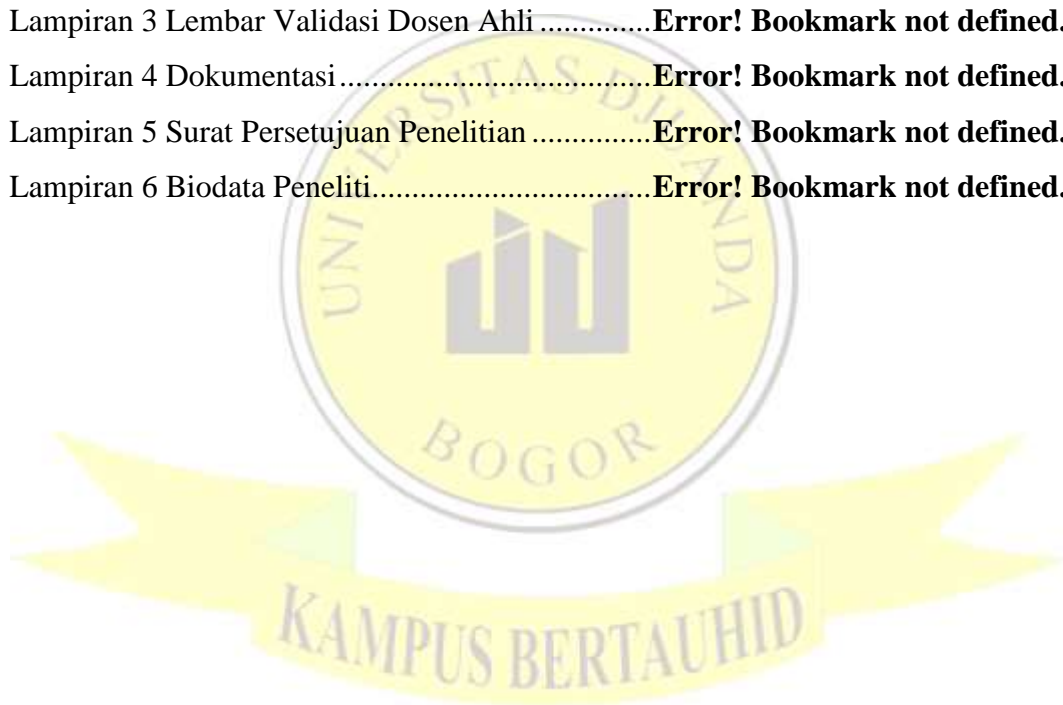 Lampiran 3 Lembar Validasi Dosen Ahli ..............Error! Bookmark not defined.
Lampiran 4 Dokumentasi........................................Error! Bookmark not defined.
Lampiran 5 Surat Persetujuan Penelitian ...............Error! Bookmark not defined.
Lampiran 6 Biodata Peneliti...................................Error! Bookmark not defined.
UNIVERSITAS DJUANDA
BOGOR
KAMPUS BERTAUHID